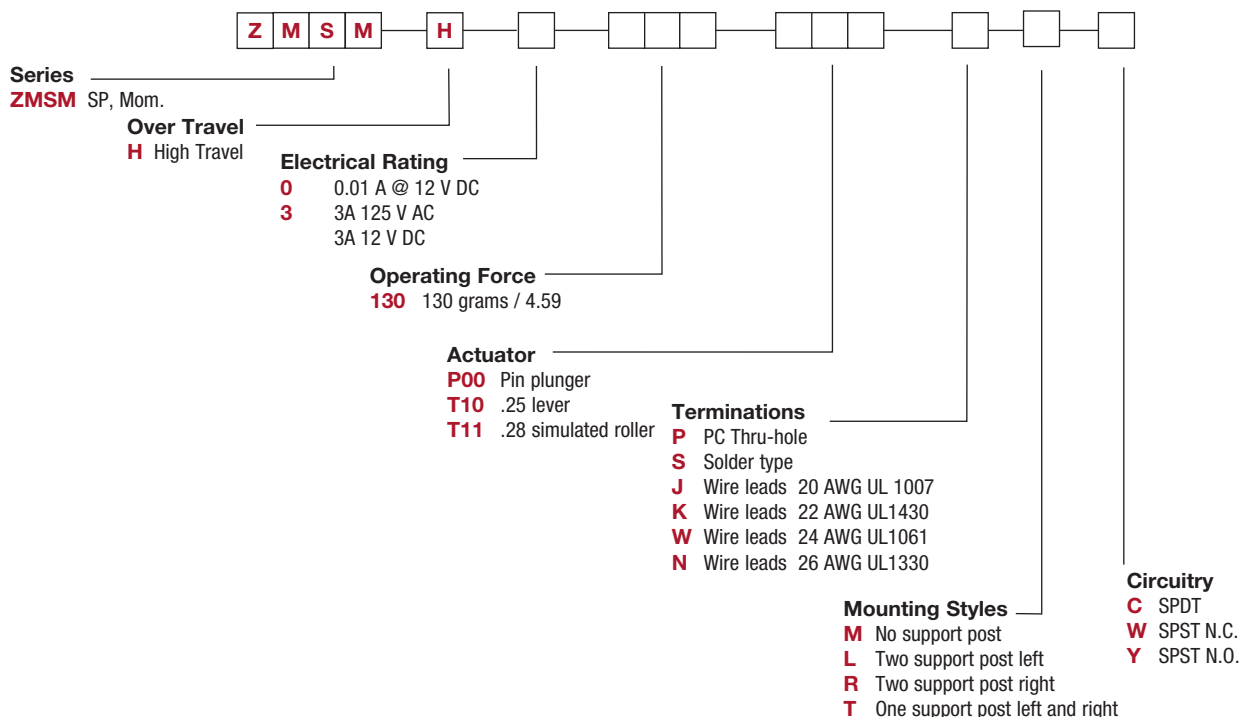 Z M S M H
Series
ZMSM SP, Mom.
Over Travel
H High Travel
Electrical Rating
0 0.01 A @ 12 V DC
3 3A 125 V AC
3A 12 V DC
Operating Force
130 130 grams / 4.59
Actuator
P00 Pin plunger
T10 .25 lever
T11 .28 simulated roller
Terminations
P PC Thru-hole
S Solder type
J Wire leads 20 AWG UL 1007
K Wire leads 22 AWG UL1430
W Wire leads 24 AWG UL1061
N Wire leads 26 AWG UL1330
Mounting Styles
M No support post
L Two support post left
R Two support post right
T One support post left and right
Circuitry
C SPDT
W SPST N.C.
Y SPST N.O.